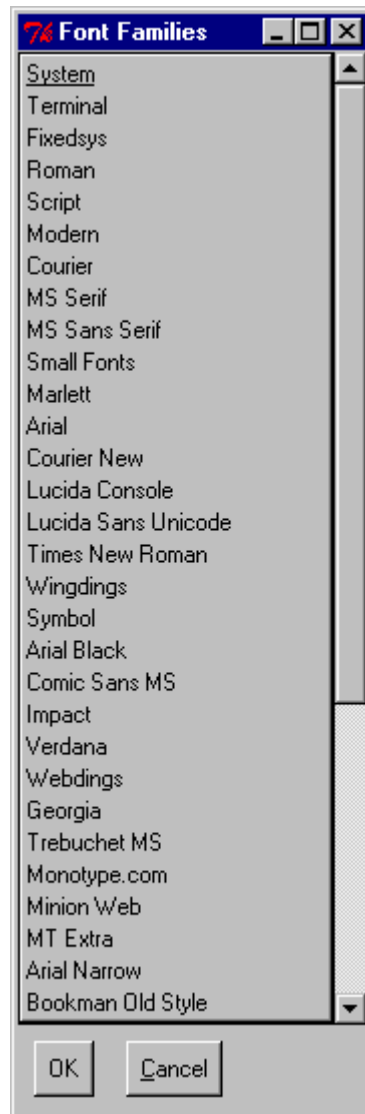 Font Families
System
Terminal
Fixedsys
Roman
Script
Modern
Courier
MS Serif
MS Sans Serif
Small Fonts
Marlett
Arial
Courier New
Lucida Console
Lucida Sans Unicode
Times New Roman
Wingdings
Symbol
Arial Black
Comic Sans MS
Impact
Verdana
Webdings
Georgia
Trebuchet MS
Monotype.com
Minion Web
MT Extra
Arial Narrow
Bookman Old Style
OK Cancel